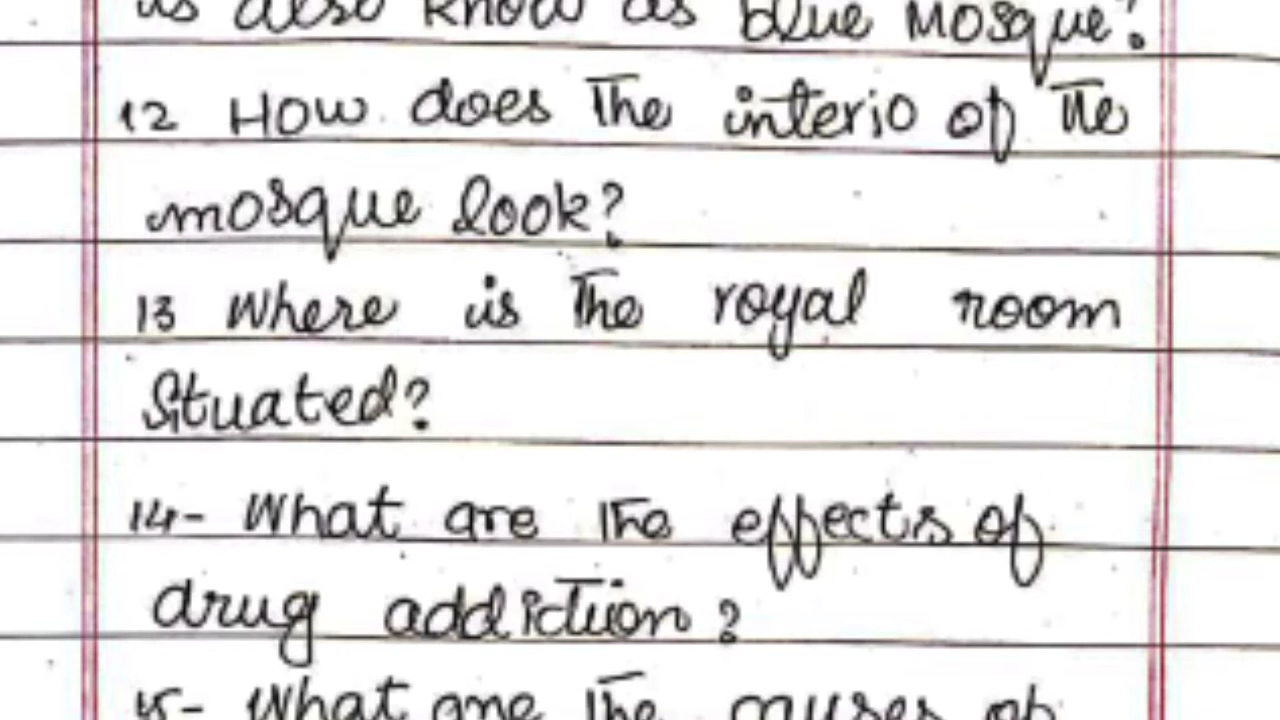 is also know as blue Mosque?
12 How does the interio of the
mosque look?
13 Where is the royal room
Situated?
14- What are the effects of
drug addiction?
15- What are the causes of